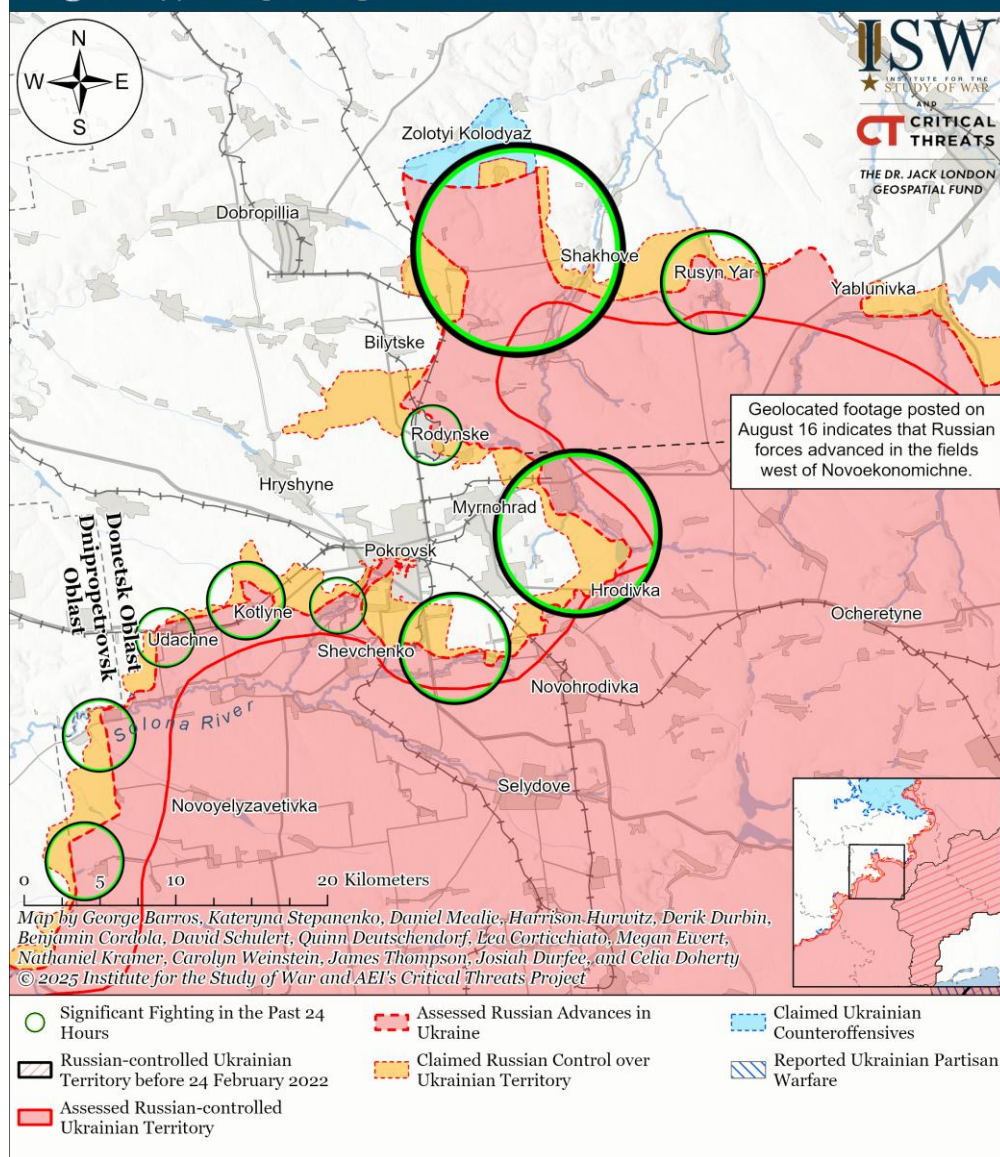 N
W E
S
ISW
INSTITUTE FOR THE
STUDY OF WAR
AND
CT CRITICAL
THREATS
THE DR. JACK LONDON
GEOSPATIAL FUND
Zolotyi Kolodyaz
Dobropillia
Shakhove
Rusyn Yar
Yablunivka
Bilytske
Geolocated footage posted on
August 16 indicates that Russian
forces advanced in the fields
west of Novoekonomichne.
Rodynske
Hryshyne
Myrnohrad
Pokrovsk
Donetsk Oblast
Dnipropetrovsk
Oblast
Hrodivka
Kotlyne
Ocheretyne
Udachne
Shevchenko
Novohrodivka
Solona River
Selydove
Novoyelyzavetivka
0 5 10 20 Kilometers
Map by George Barros, Kateryna Stepanenko, Daniel Mealie, Harrison Hurwitz, Derik Durbin,
Benjamin Cordola, David Schulert, Quinn Deutschendorf, Lea Corticchiato, Megan Ewert,
Nathaniel Kramer, Carolyn Weinstein, James Thompson, Josiah Durfee, and Celia Doherty
© 2025 Institute for the Study of War and AEI's Critical Threats Project
Significant Fighting in the Past 24
Hours
Russian-controlled Ukrainian
Territory before 24 February 2022
Assessed Russian-controlled
Ukrainian Territory
Assessed Russian Advances in
Ukraine
Claimed Russian Control over
Ukrainian Territory
Claimed Ukrainian
Counteroffensives
Reported Ukrainian Partisan
Warfare